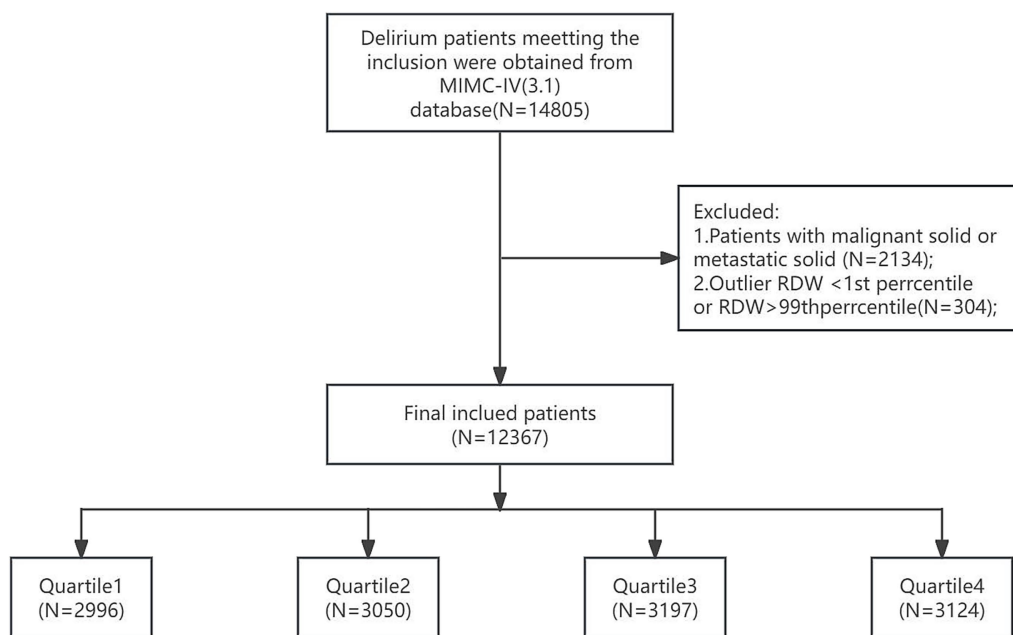 Delirium patients meetting the
inclusion were obtained from
MIMC-IV(3.1)
database(N=14805)
Excluded:
1.Patients with malignant solid or
metastatic solid (N=2134);
2.Outlier RDW <1st perrcentile
or RDW>99thperrcentile(N=304);
Final inclued patients
(N=12367)
Quartile1
(N=2996)
Quartile2
(N=3050)
Quartile3
(N=3197)
Quartile4
(N=3124)